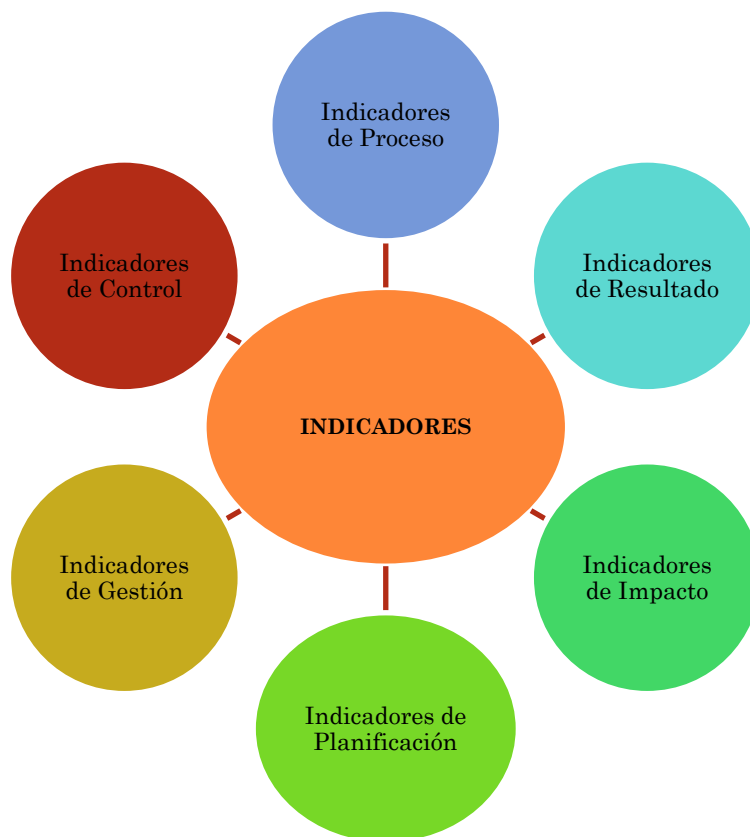 Indicadores
de Proceso
Indicadores
de Control
Indicadores
de Resultado
INDICADORES
Indicadores
de Gestión
Indicadores
de Impacto
Indicadores de
Planificación